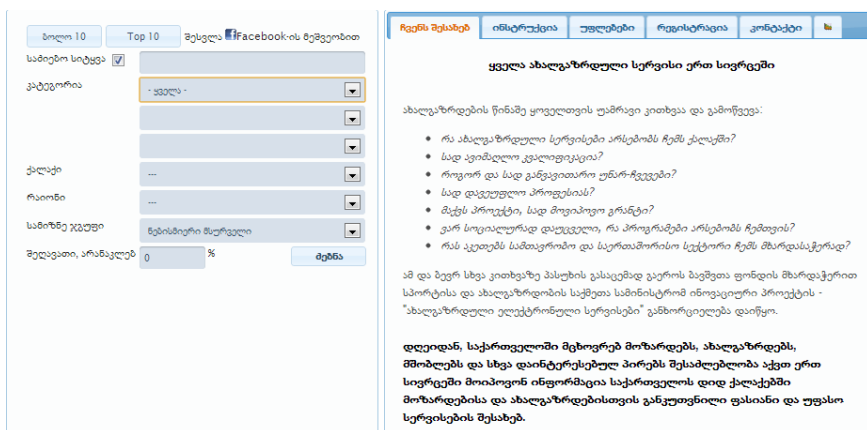 ბოლო 10
Top 10
შესვლა Facebook-ის მეშვეობით
საძიებო სიტყვა
კატეგორია
- ყველა -
ქალაქი
---
რაიონი
---
სამიზნე ჯგუფი
ნებისმიერი მსურველი
შეღავათი, არანაკლებ
0
%
ძებნა
ჩვენს შესახებ
ინსტრუქცია
უფლებები
რეგისტრაცია
კონტაქტი
ყველა ახალგაზრდული სერვისი ერთ სივრცეში
ახალგაზრდების წინაშე ყოველთვის უამრავი კითხვაა და გამოწვევა:
• რა ახალგაზრდული სერვისები არსებობს ჩემს ქალაქში?
• სად ავიმაღლო კვალიფიკაცია?
• როგორ და სად განვავითარო უნარ-ჩვევები?
• სად დავეუფლო პროფესიას?
• მაქვს პროექტი, სად მოვიპოვო გრანტი?
• ვარ სოციალურად დაუცველი, რა პროგრამები არსებობს ჩემთვის?
• რას აკეთებს სამთავრობო და საერთაშორისო სექტორი ჩემს მხარდასაჭერად?
ამ და ბევრ სხვა კითხვაზე პასუხის გასაცემად გაეროს ბავშვთა ფონდის მხარდაჭერით
სპორტისა და ახალგაზრდობის საქმეთა სამინისტრომ ინოვაციური პროექტის -
"ახალგაზრდული ელექტრონული სერვისები" განხორციელება დაიწყო.
დღეიდან, საქართველოში მცხოვრებ მოზარდებს, ახალგაზრდებს,
მშობლებს და სხვა დაინტერესებულ პირებს შესაძლებლობა აქვთ ერთ
სივრცეში მოიპოვონ ინფორმაცია საქართველოს დიდ ქალაქებში
მოზარდებისა და ახალგაზრდებისთვის განკუთვნილი ფასიანი და უფასო
სერვისების შესახებ.